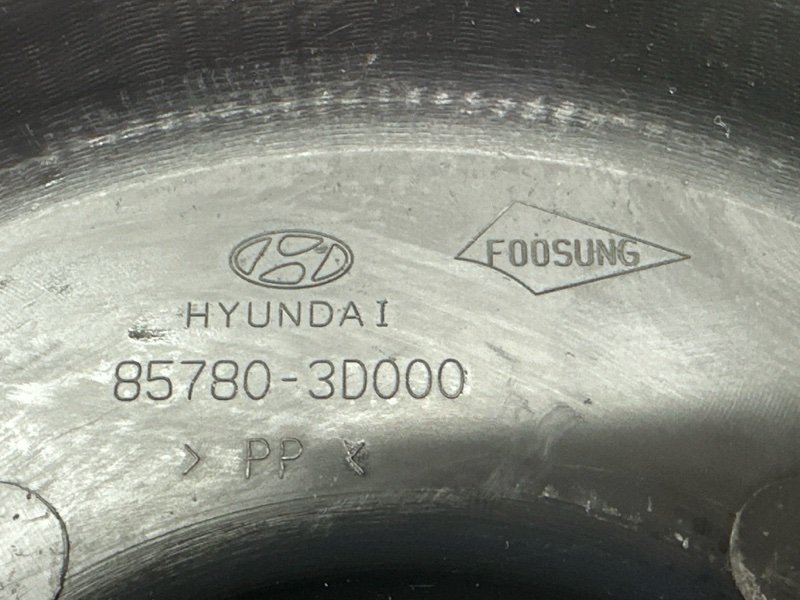 FOOSUNG
HYUNDAI
85780-3D000
> PP <